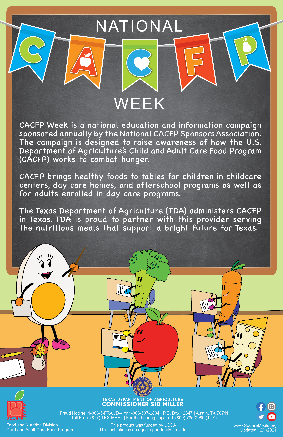 NATIONAL
CACFP
WEEK
CACFP Week is a national education and information campaign
sponsored annually by the National CACFP Sponsors Association.
The campaign is designed to raise awareness of how the U.S.
Department of Agriculture's Child and Adult Care Food Program
(CACFP) works to combat hunger.
CACFP brings healthy foods to tables for children in childcare
centers, day care homes, and afterschool programs as well as
for adults enrolled in day care programs.
The Texas Department of Agriculture (TDA) administers CACFP
in Texas. TDA is proud to partner with this provider serving
the nutritious meals that support a bright future for Texas.
TEXAS DEPARTMENT OF AGRICULTURE
COMMISSIONER SID MILLER